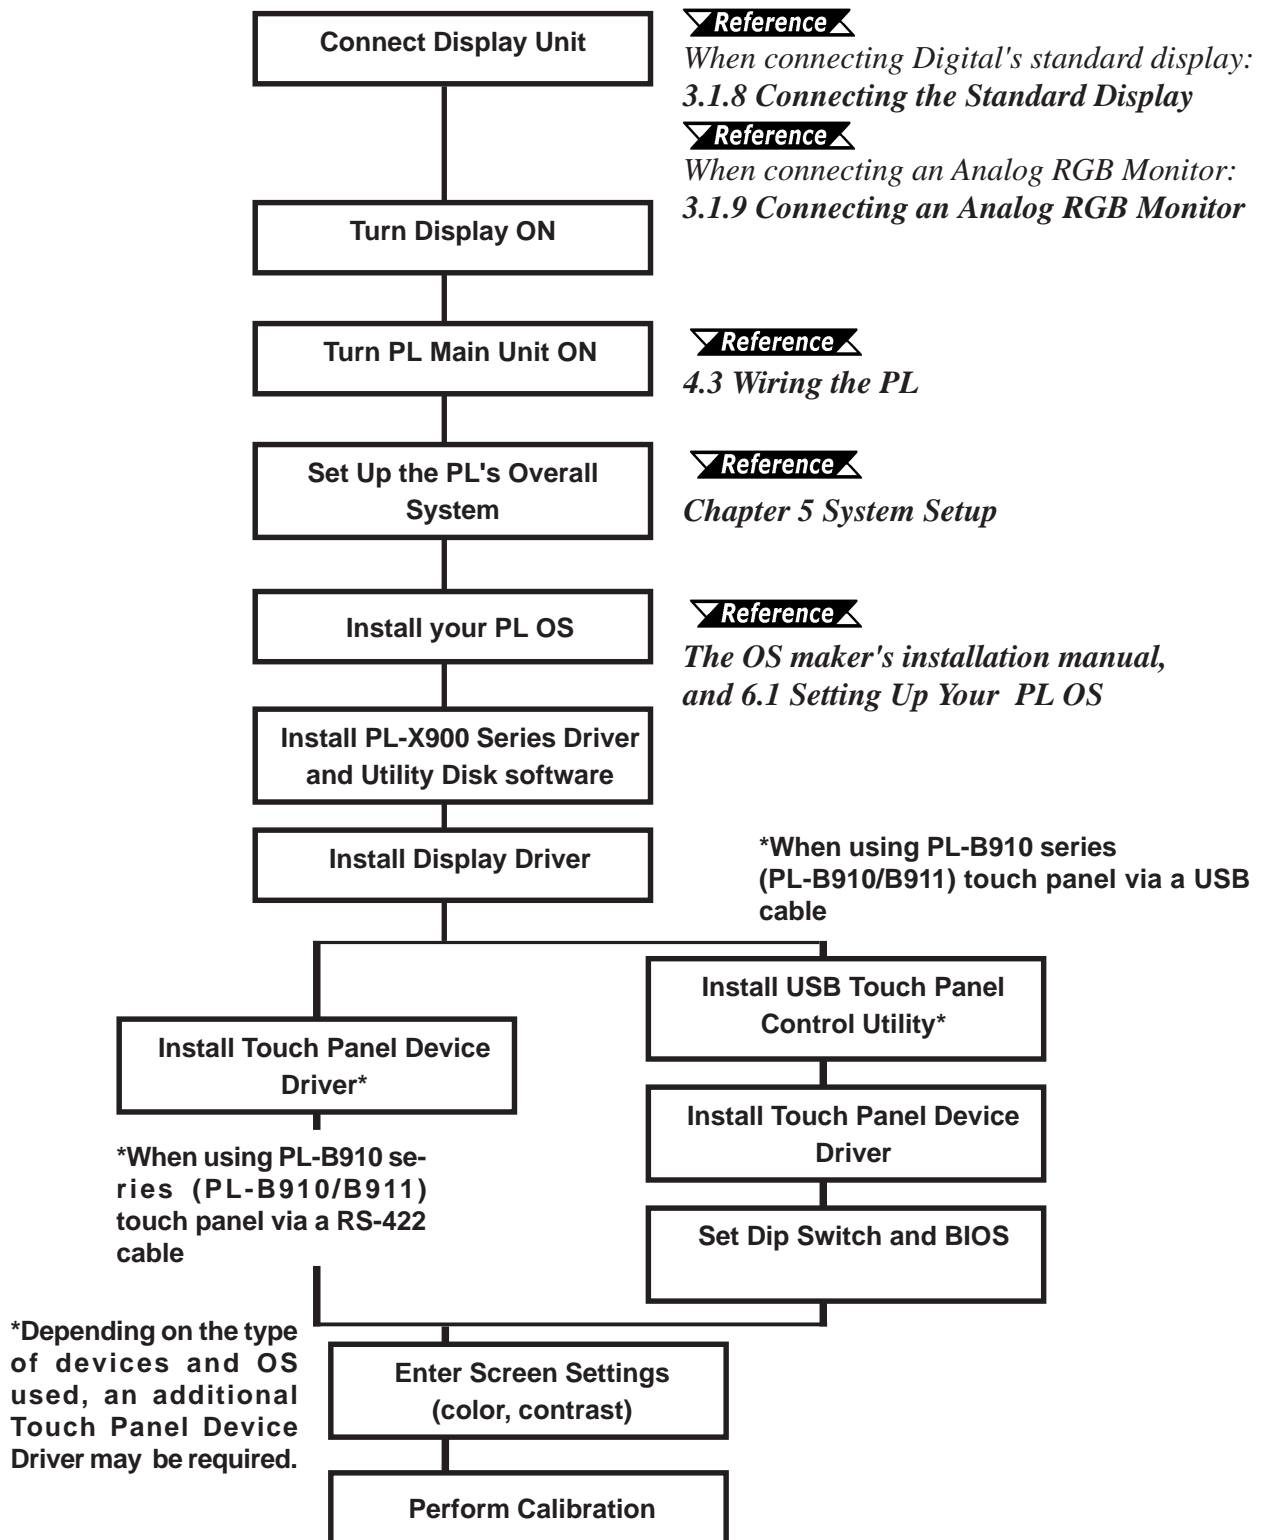 Connect Display Unit
Reference
When connecting Digital's standard display:
3.1.8 Connecting the Standard Display
Reference
When connecting an Analog RGB Monitor:
3.1.9 Connecting an Analog RGB Monitor
Turn Display ON
Turn PL Main Unit ON
Reference
4.3 Wiring the PL
Set Up the PL's Overall
System
Reference
Chapter 5 System Setup
Install your PL OS
Reference
The OS maker's installation manual,
and 6.1 Setting Up Your PL OS
Install PL-X900 Series Driver
and Utility Disk software
Install Display Driver
*When using PL-B910 series
(PL-B910/B911) touch panel via a USB
cable
Install USB Touch Panel
Control Utility*
Install Touch Panel Device
Driver*
Install Touch Panel Device
Driver
*When using PL-B910 se-
ries (PL-B910/B911)
touch panel via a RS-422
cable
Set Dip Switch and BIOS
*Depending on the type
of devices and OS
used, an additional
Touch Panel Device
Driver may be required.
Enter Screen Settings
(color, contrast)
Perform Calibration